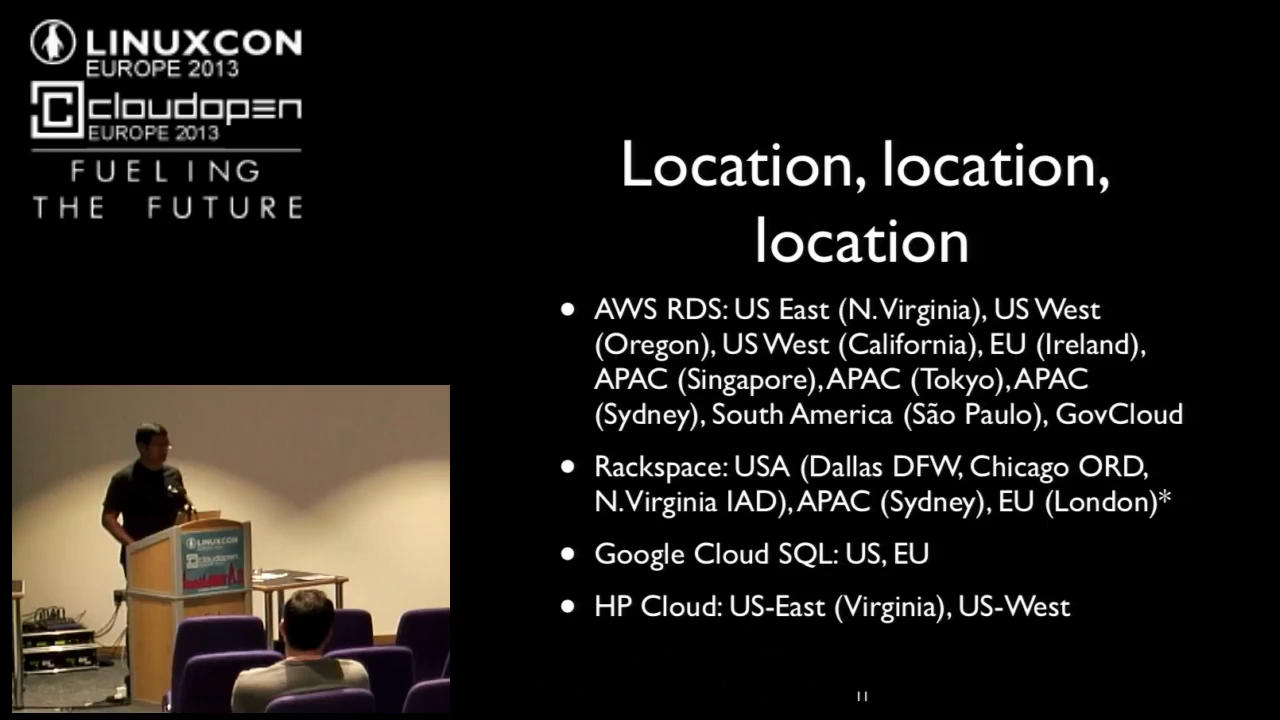 LINUXCON
EUROPE 2013
cloudopen
EUROPE 2013
FUELING
THE FUTURE
Location, location,
location
• AWS RDS: US East (N.Virginia), US West
(Oregon), US West (California), EU (Ireland),
APAC (Singapore), APAC (Tokyo), APAC
(Sydney), South America (São Paulo), GovCloud
• Rackspace: USA (Dallas DFW, Chicago ORD,
N.Virginia IAD), APAC (Sydney), EU (London)*
• Google Cloud SQL: US, EU
• HP Cloud: US-East (Virginia), US-West
11
LINUXCON
cloudopen